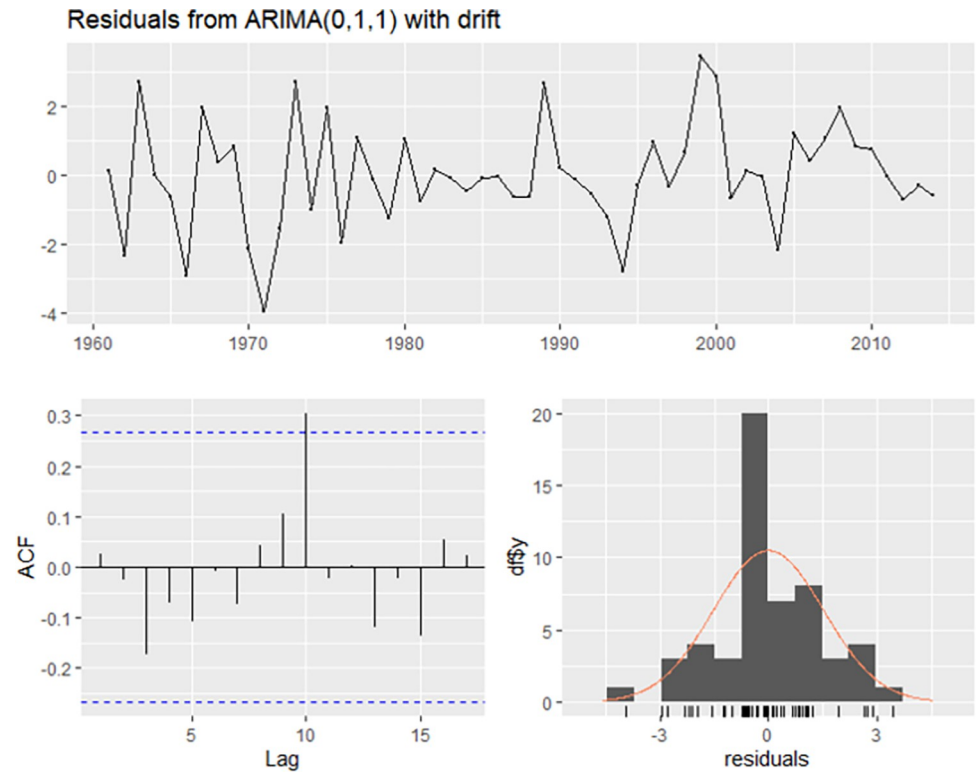 Residuals from ARIMA(0,1,1) with drift
2
0
-2
-4
1960 1970 1980 1990 2000 2010
ACF
0.3
0.2
0.1
0.0
-0.1
-0.2
5 10 15
Lag
df$y
20
15
10
5
0
-3 0 3
residuals